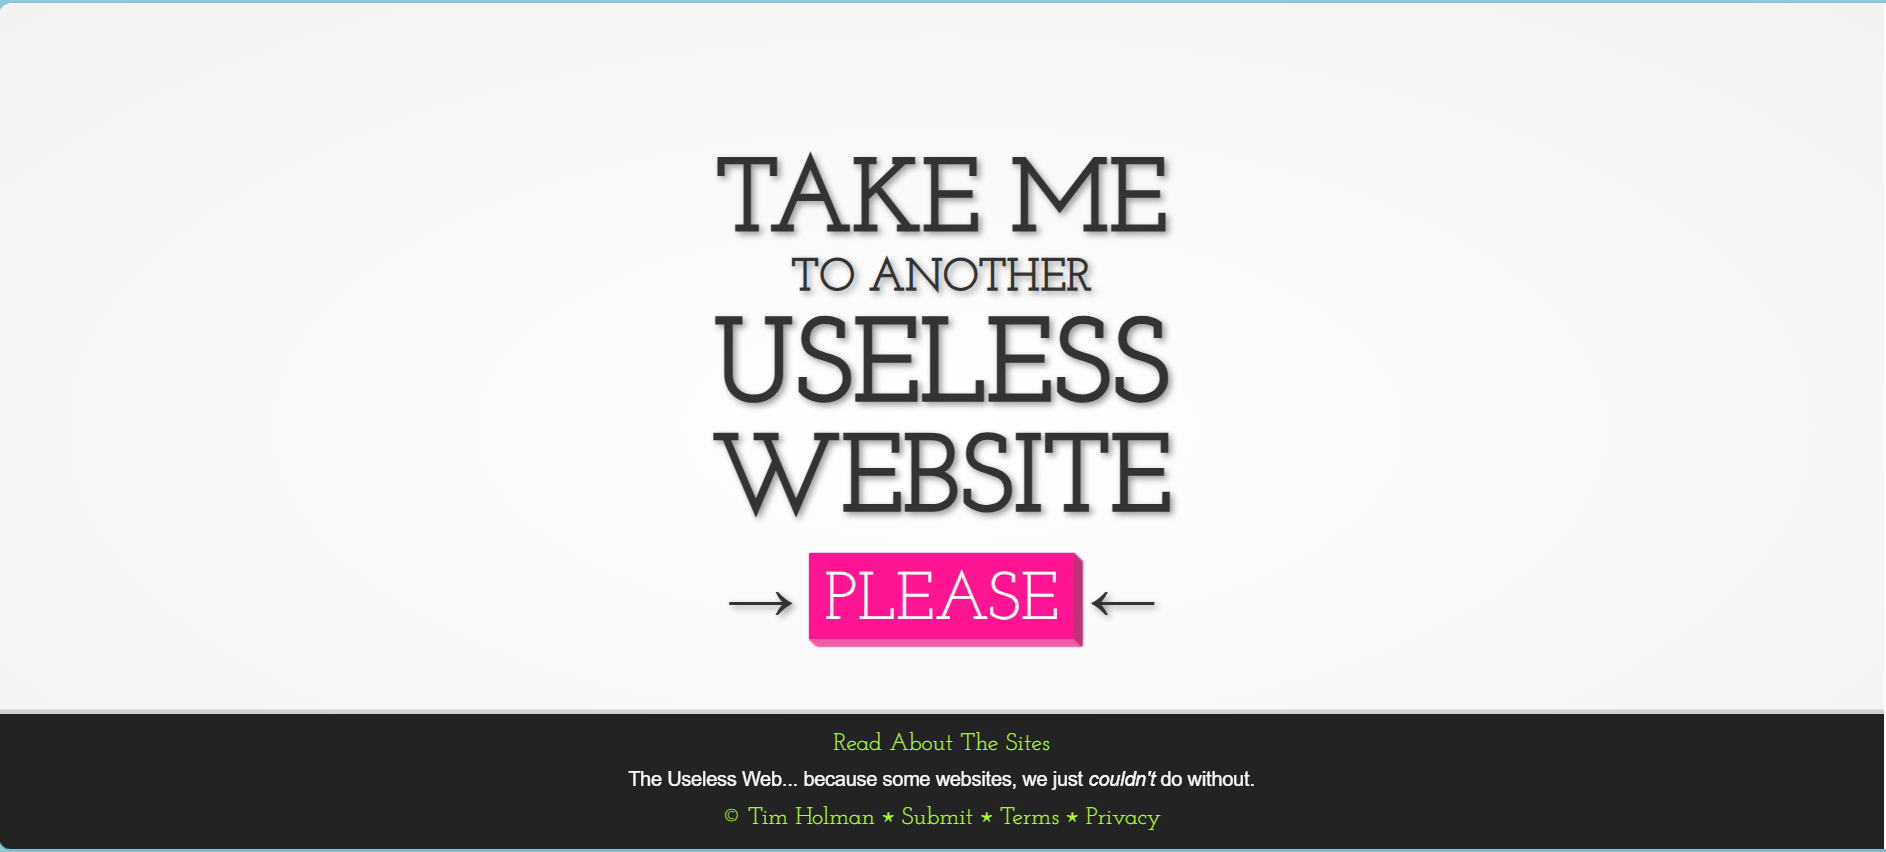 TAKE ME
TO ANOTHER
USELESS
WEBSITE
→ PLEASE ←
Read About The Sites
The Useless Web... because some websites, we just couldn't do without.
© Tim Holman ★ Submit ★ Terms ★ Privacy